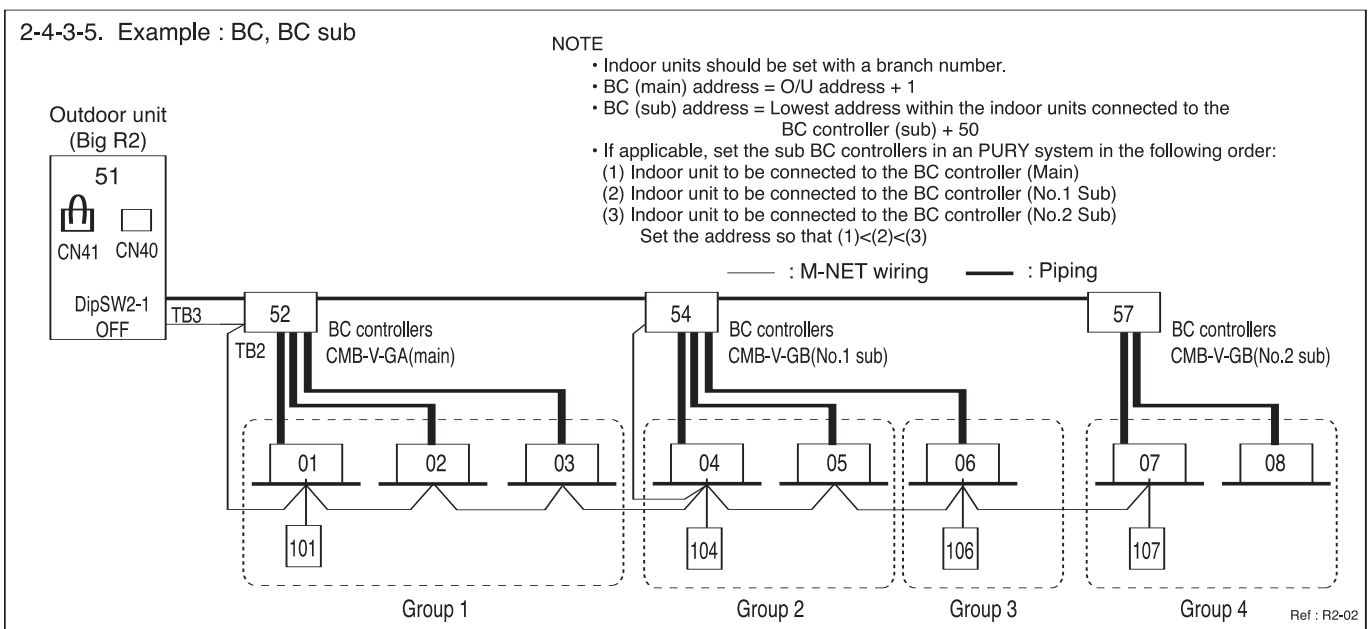 2-4-3-5. Example : BC, BC sub
NOTE
• Indoor units should be set with a branch number.
• BC (main) address = O/U address + 1
• BC (sub) address = Lowest address within the indoor units connected to the
BC controller (sub) + 50
• If applicable, set the sub BC controllers in an PURY system in the following order:
(1) Indoor unit to be connected to the BC controller (Main)
(2) Indoor unit to be connected to the BC controller (No.1 Sub)
(3) Indoor unit to be connected to the BC controller (No.2 Sub)
Set the address so that (1)<(2)<(3)
Outdoor unit
(Big R2)
51
CN41 CN40
DipSW2-1
OFF
: M-NET wiring : Piping
TB3
TB2
52
BC controllers
CMB-V-GA(main)
54
BC controllers
CMB-V-GB(No.1 sub)
57
BC controllers
CMB-V-GB(No.2 sub)
01 02 03 04 05 06 07 08
101 104 106 107
Group 1 Group 2 Group 3 Group 4
Ref : R2-02